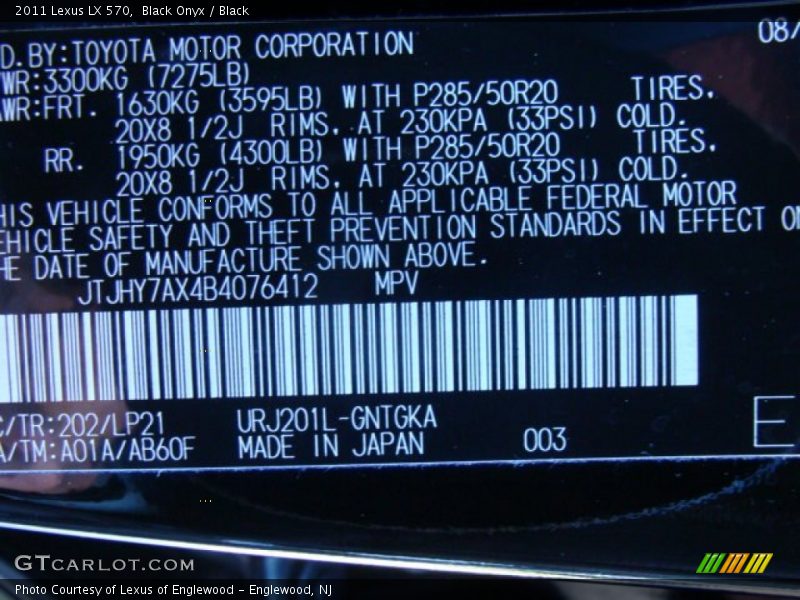 2011 Lexus LX 570, Black Onyx / Black
08/
D.BY:TOYOTA MOTOR CORPORATION
WR:3300KG (7275LB)
AWR:FRT. 1630KG (3595LB) WITH P285/50R20 TIRES,
20X8 1/2J RIMS, AT 230KPA (33PSI) COLD.
RR. 1950KG (4300LB) WITH P285/50R20 TIRES,
20X8 1/2J RIMS, AT 230KPA (33PSI) COLD.
HIS VEHICLE CONFORMS TO ALL APPLICABLE FEDERAL MOTOR
EHICLE SAFETY AND THEFT PREVENTION STANDARDS IN EFFECT ON
HE DATE OF MANUFACTURE SHOWN ABOVE.
JTJHY7AX4B4076412 MPV
C/TR:202/LP21 URJ201L-GNTGKA
A/TM:A01A/AB60F MADE IN JAPAN 003
E
GTCARLOT.COM
Photo Courtesy of Lexus of Englewood - Englewood, NJ